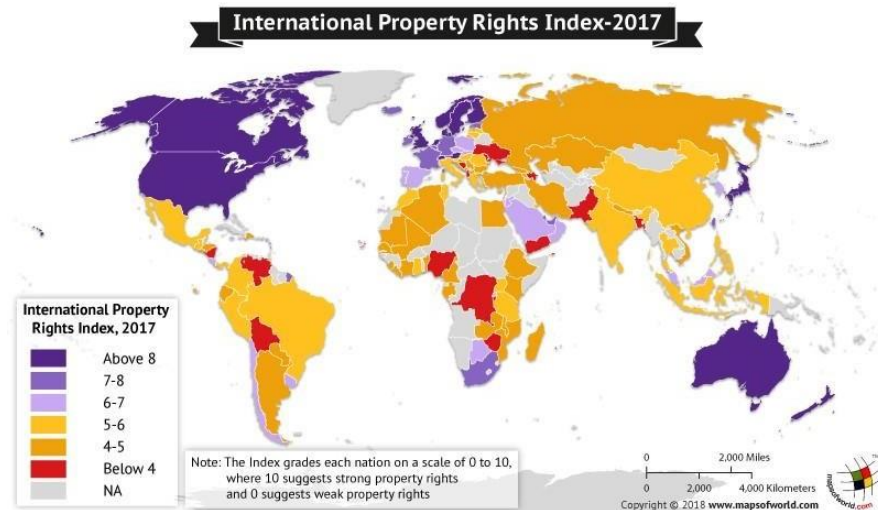 International Property Rights Index-2017
International Property
Rights Index, 2017
Above 8
7-8
6-7
5-6
4-5
Below 4
NA
Note: The Index grades each nation on a scale of 0 to 10,
where 10 suggests strong property rights
and 0 suggests weak property rights
0 2,000 Miles
0 2,000 4,000 Kilometers
Copyright © 2018 www.mapsofworld.com
mapsofworld.com